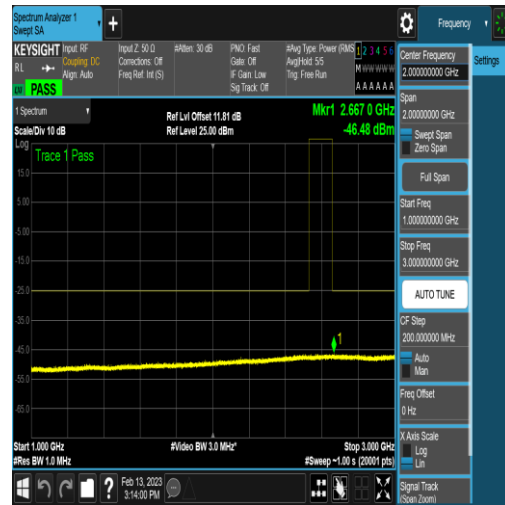 Spectrum Analyzer 1
Swept SA
Frequency
KEYSIGHT
Input: RF
Coupling: DC
Align: Auto
Input Z: 50 Ω
Corrections: Off
Freq Ref: Int (S)
#Atten: 30 dB
PNO: Fast
Gate: Off
IF Gain: Low
Sig Track: Off
#Avg Type: Power (RMS
Avg|Hold: 5/5
Trig: Free Run
1 2 3 4 5 6
M W W W W W
A A A A A A
RL
PASS
1 Spectrum
Scale/Div 10 dB
Ref Lvl Offset 11.81 dB
Ref Level 25.00 dBm
Mkr1 2.667 0 GHz
-46.48 dBm
Log
Trace 1 Pass
15.0
5.00
-5.00
-15.0
-25.0
-35.0
-45.0
-55.0
-65.0
1
Start 1.000 GHz
#Res BW 1.0 MHz
#Video BW 3.0 MHz*
Stop 3.000 GHz
#Sweep ~1.00 s (20001 pts)
Center Frequency
2.000000000 GHz
Settings
Span
2.00000000 GHz
Swept Span
Zero Span
Full Span
Start Freq
1.000000000 GHz
Stop Freq
3.000000000 GHz
AUTO TUNE
CF Step
200.000000 MHz
Auto
Man
Freq Offset
0 Hz
X Axis Scale
Log
Lin
Signal Track
(Span Zoom)
?
Feb 13, 2023
3:14:00 PM